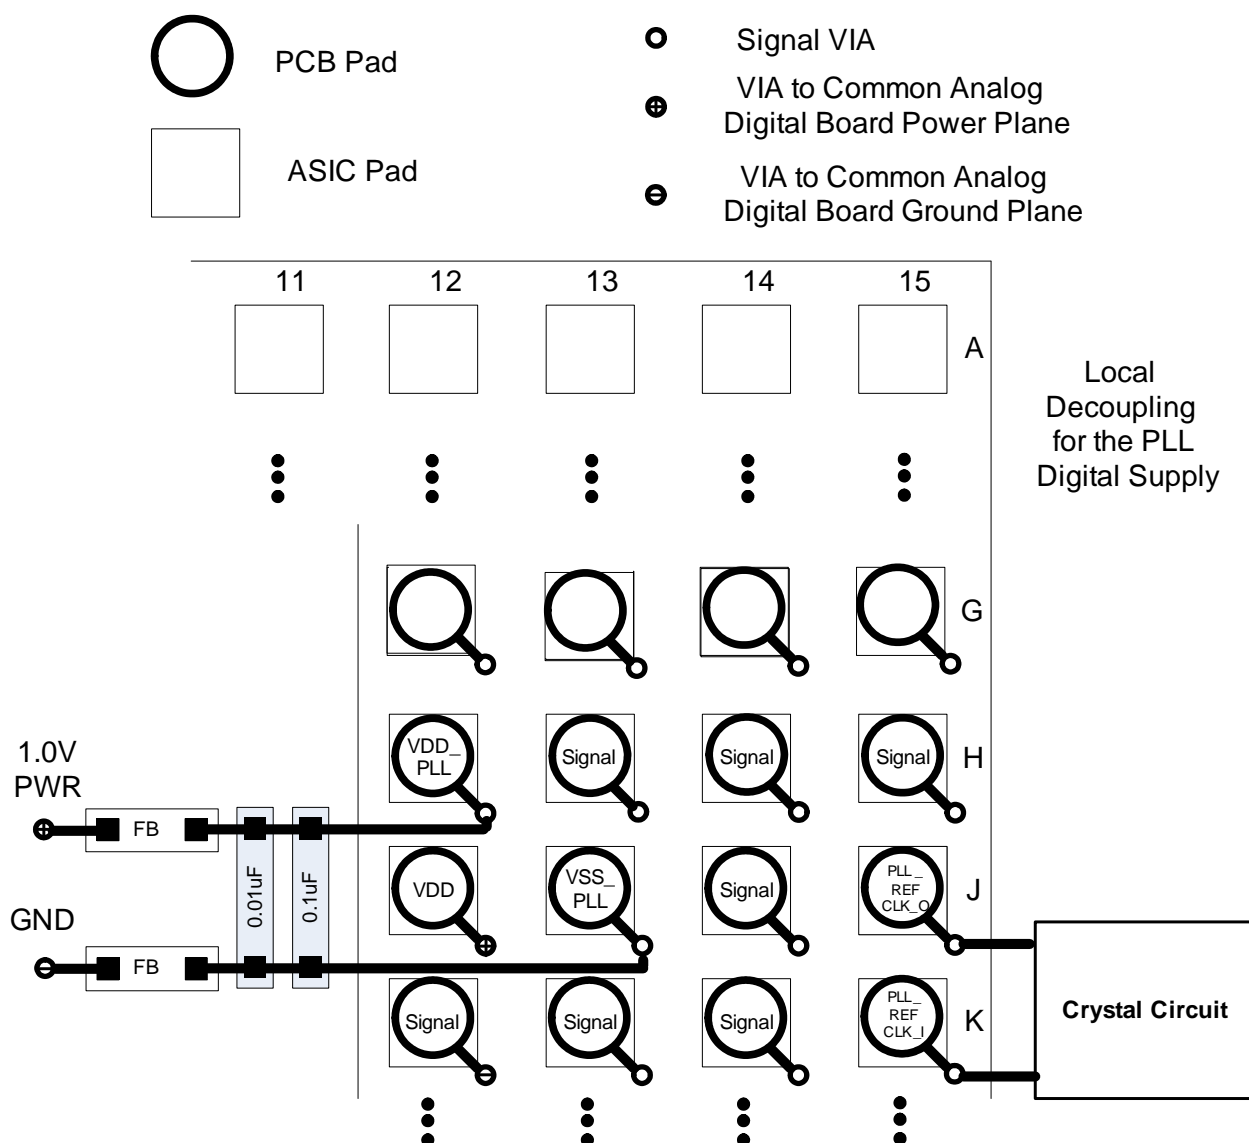 PCB Pad
ASIC Pad
Signal VIA
VIA to Common Analog
Digital Board Power Plane
VIA to Common Analog
Digital Board Ground Plane
11 12 13 14 15
A
Local
Decoupling
for the PLL
Digital Supply
G
VDD_
PLL
Signal
Signal
Signal
H
1.0V
PWR
FB
0.01uF
0.1uF
VDD
VSS_
PLL
Signal
PLL_
REF
CLK_O
J
GND
FB
Signal
Signal
Signal
PLL_
REF
CLK_I
K
Crystal Circuit